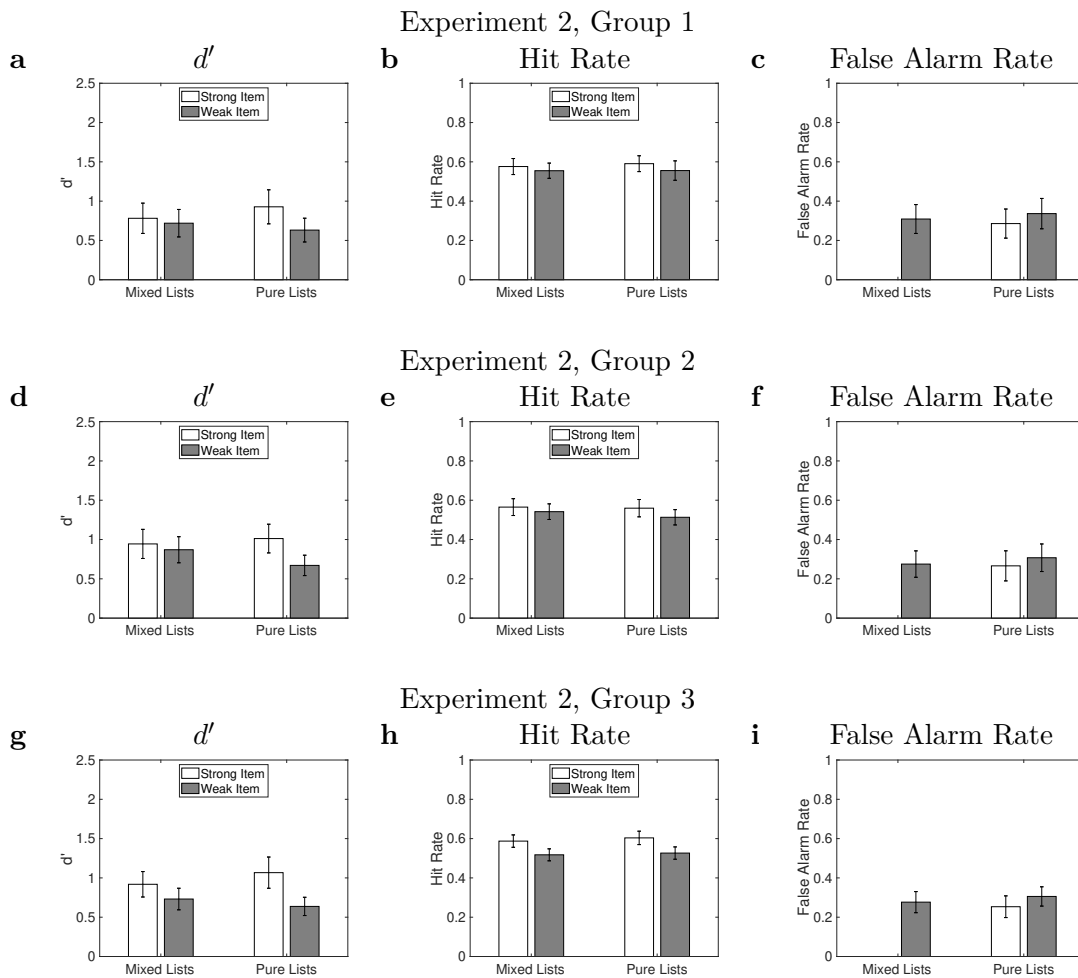 Experiment 2, Group 1
a d′ b Hit Rate c False Alarm Rate
2.5
2
1.5
1
0.5
0
d'
Strong Item
Weak Item
Mixed Lists Pure Lists
1
0.8
0.6
0.4
0.2
0
Hit Rate
Strong Item
Weak Item
Mixed Lists Pure Lists
1
0.8
0.6
0.4
0.2
0
False Alarm Rate
Mixed Lists Pure Lists
Experiment 2, Group 2
d d′ e Hit Rate f False Alarm Rate
2.5
2
1.5
1
0.5
0
d'
Strong Item
Weak Item
Mixed Lists Pure Lists
1
0.8
0.6
0.4
0.2
0
Hit Rate
Strong Item
Weak Item
Mixed Lists Pure Lists
1
0.8
0.6
0.4
0.2
0
False Alarm Rate
Mixed Lists Pure Lists
Experiment 2, Group 3
g d′ h Hit Rate i False Alarm Rate
2.5
2
1.5
1
0.5
0
d'
Strong Item
Weak Item
Mixed Lists Pure Lists
1
0.8
0.6
0.4
0.2
0
Hit Rate
Strong Item
Weak Item
Mixed Lists Pure Lists
1
0.8
0.6
0.4
0.2
0
False Alarm Rate
Mixed Lists Pure Lists